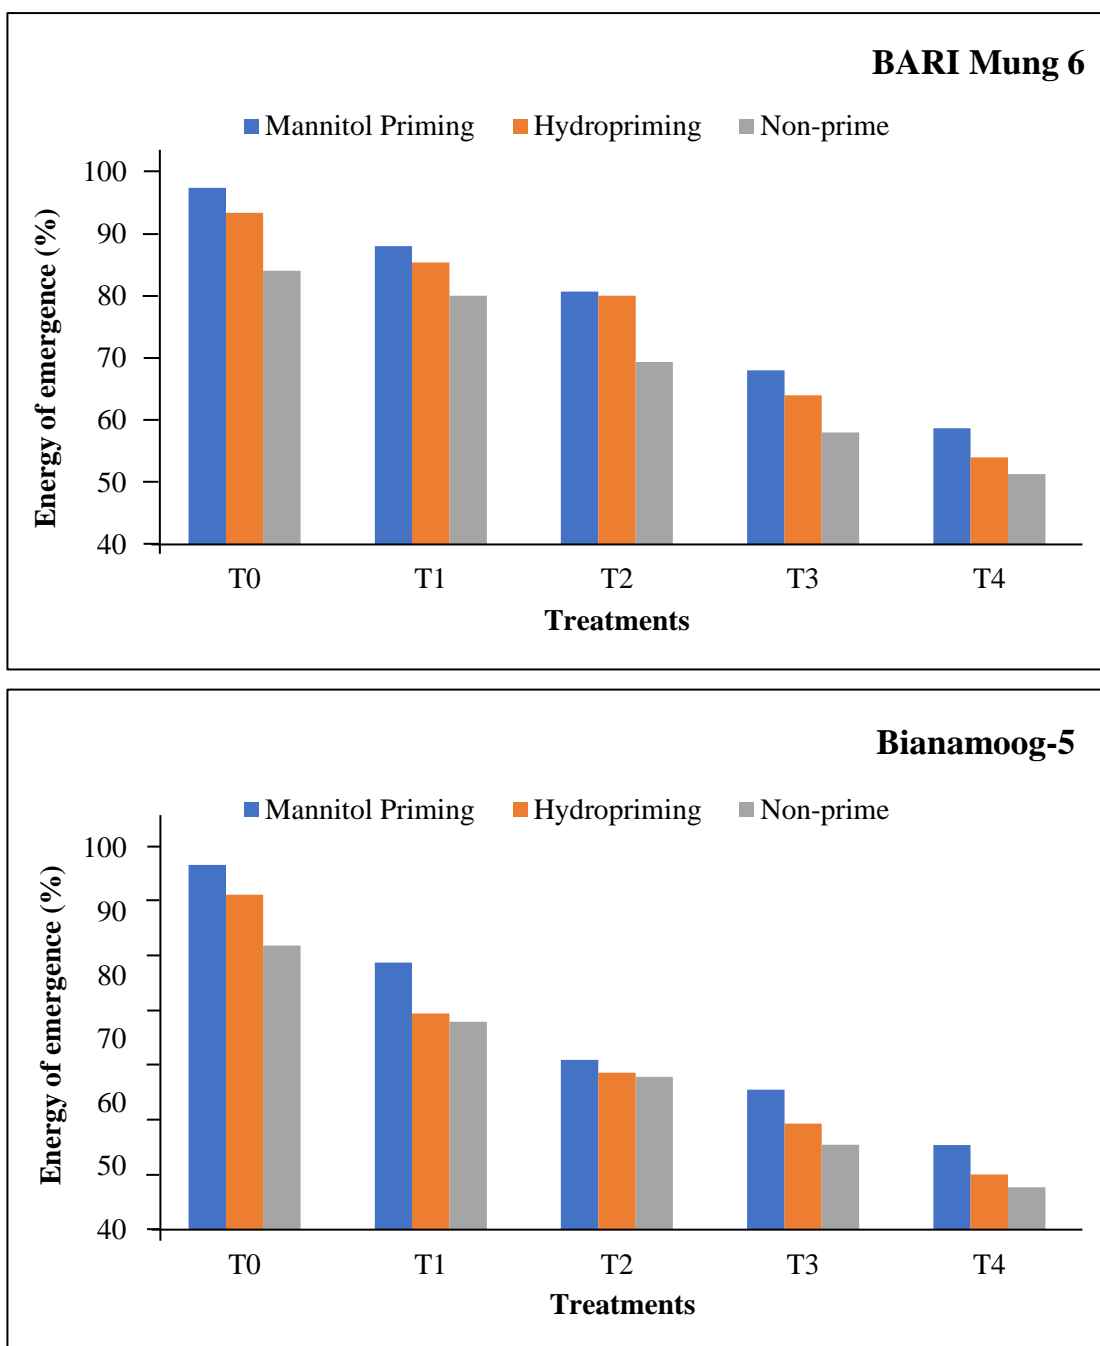 BARI Mung 6
Mannitol Priming Hydropriming Non-prime
Energy of emergence (%)
100
90
80
70
60
50
40
T0 T1 T2 T3 T4
Treatments
Bianamoog-5
Mannitol Priming Hydropriming Non-prime
Energy of emergence (%)
100
90
80
70
60
50
40
T0 T1 T2 T3 T4
Treatments